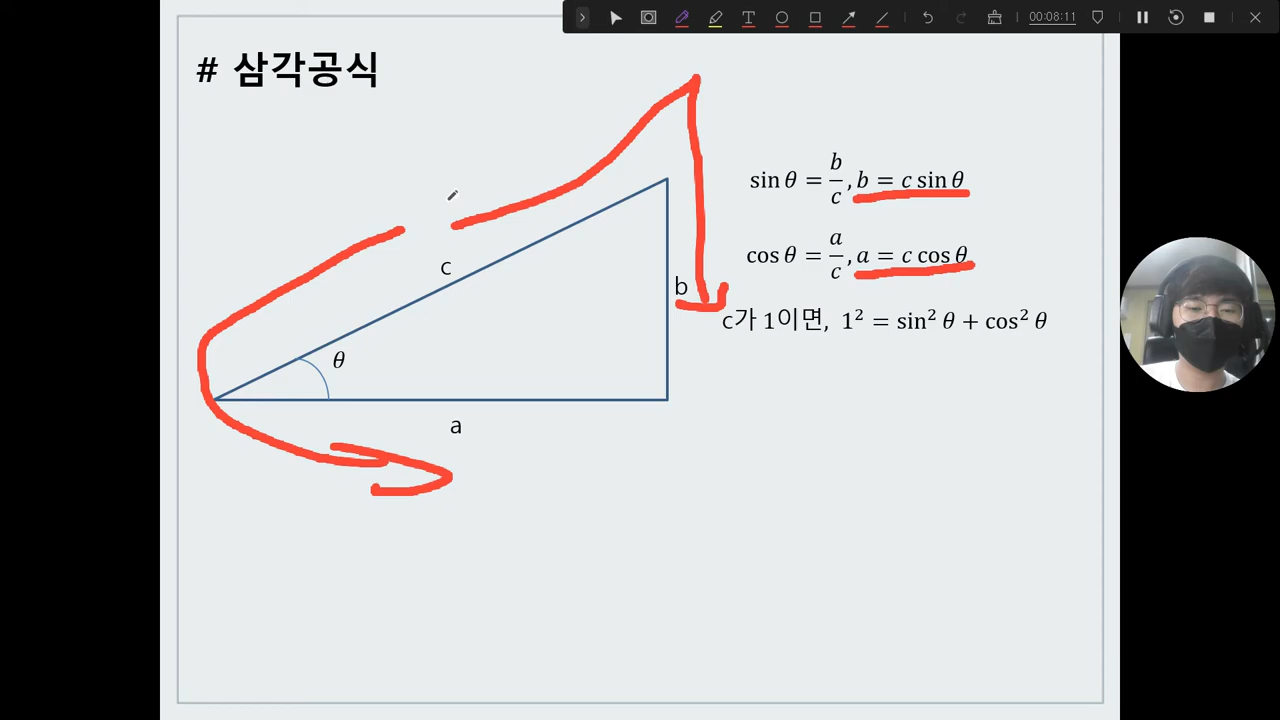 00:08:11
# 삼각공식
sin θ = b/c, b = c sin θ
cos θ = a/c, a = c cos θ
c가 1이면, 1² = sin² θ + cos² θ
c
b
θ
a